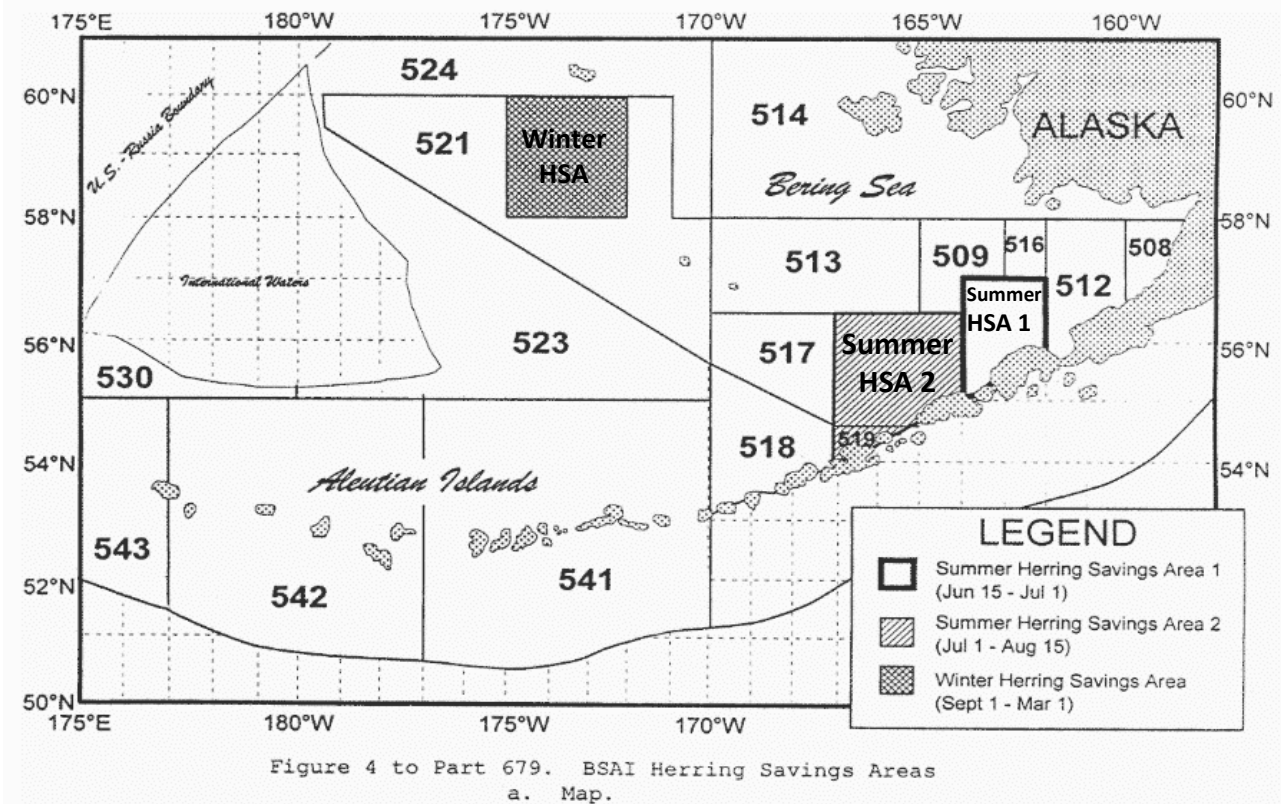 175°E 180°W 175°W 170°W 165°W 160°W
524
60°N 60°N
U.S. - Russia Boundary
521
Winter
HSA
514
ALASKA
Bering Sea
58°N 58°N
International Waters
513
509
516
508
512
Summer
HSA 1
523
517
Summer
HSA 2
56°N 56°N
530
518
519
54°N 54°N
Aleutian Islands
543
542
541
52°N
50°N
175°E 180°W 175°W 170°W
LEGEND
Summer Herring Savings Area 1
(Jun 15 - Jul 1)
Summer Herring Savings Area 2
(Jul 1 - Aug 15)
Winter Herring Savings Area
(Sept 1 - Mar 1)
Figure 4 to Part 679. BSAI Herring Savings Areas
a. Map.